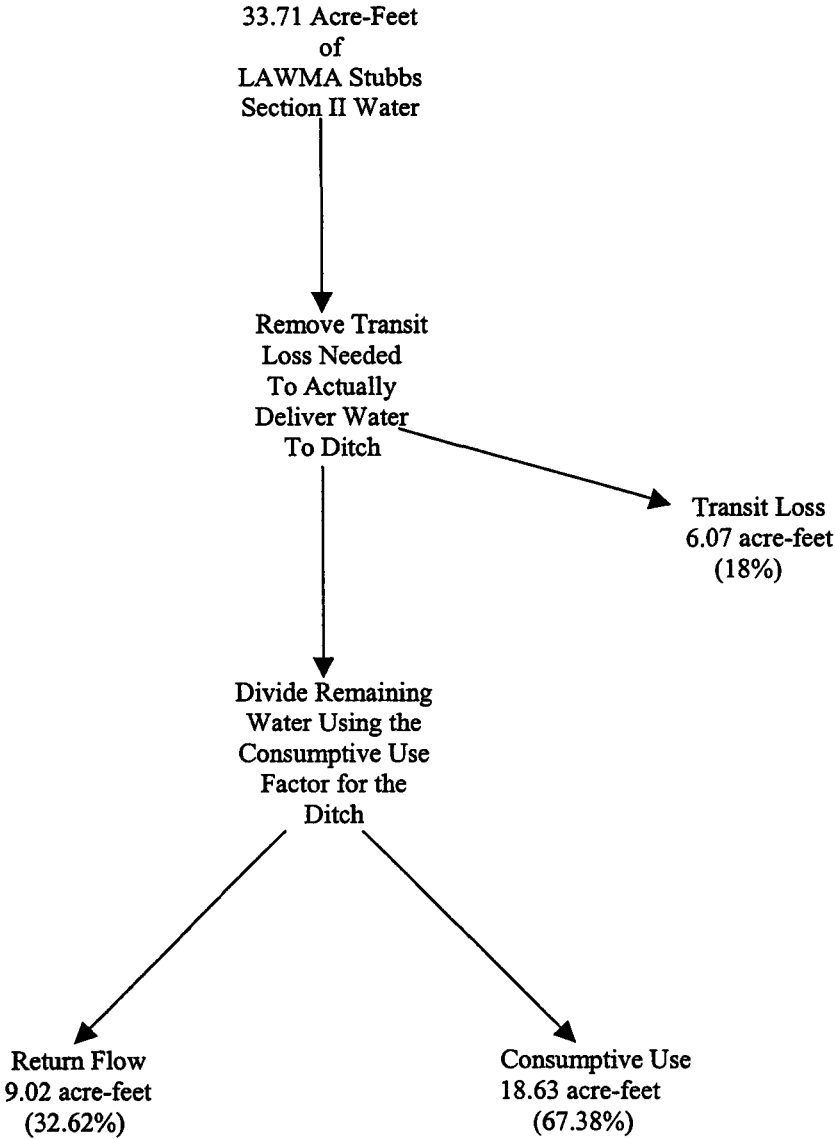 33.71 Acre-Feet
of
LAWMA Stubbs
Section II Water
Remove Transit
Loss Needed
To Actually
Deliver Water
To Ditch
Transit Loss
6.07 acre-feet
(18%)
Divide Remaining
Water Using the
Consumptive Use
Factor for the
Ditch
Return Flow
9.02 acre-feet
(32.62%)
Consumptive Use
18.63 acre-feet
(67.38%)